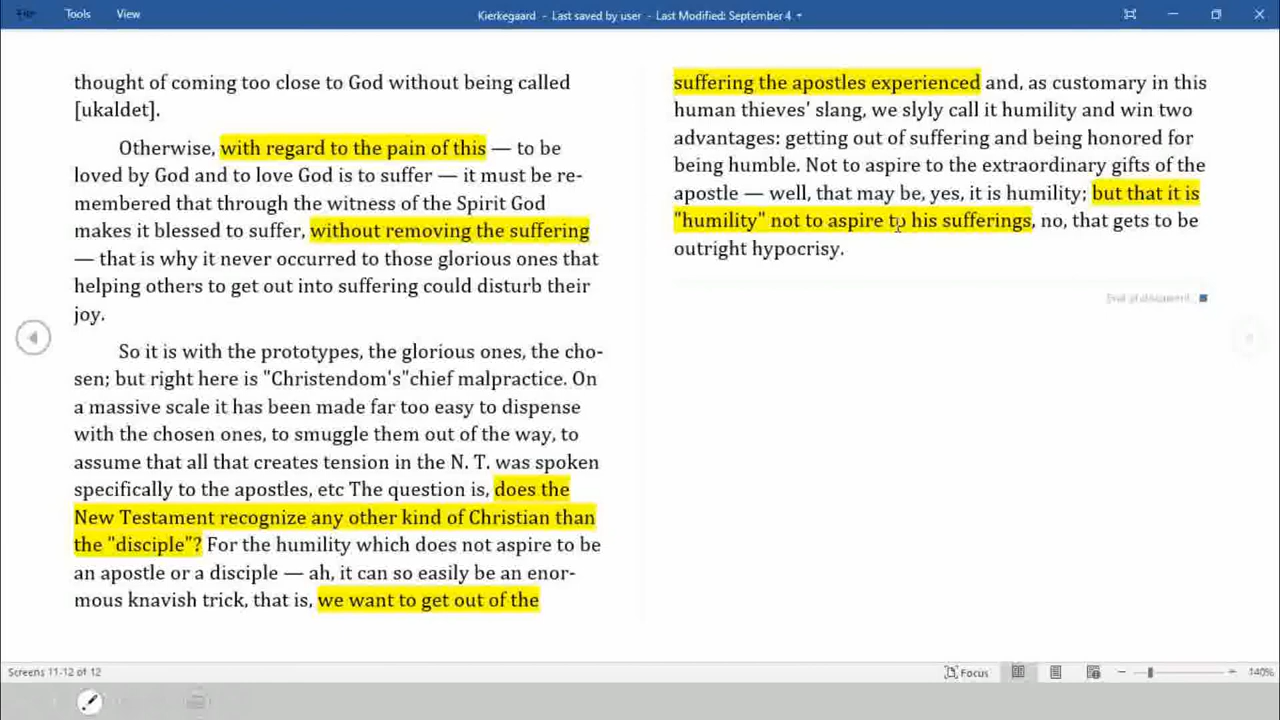 File Tools View Kierkegaard - Last saved by user - Last Modified: September 4
thought of coming too close to God without being called
[ukaldet].
Otherwise, with regard to the pain of this — to be
loved by God and to love God is to suffer — it must be re-
membered that through the witness of the Spirit God
makes it blessed to suffer, without removing the suffering
— that is why it never occurred to those glorious ones that
helping others to get out into suffering could disturb their
joy.
So it is with the prototypes, the glorious ones, the cho-
sen; but right here is "Christendom's"chief malpractice. On
a massive scale it has been made far too easy to dispense
with the chosen ones, to smuggle them out of the way, to
assume that all that creates tension in the N. T. was spoken
specifically to the apostles, etc The question is, does the
New Testament recognize any other kind of Christian than
the "disciple"? For the humility which does not aspire to be
an apostle or a disciple — ah, it can so easily be an enor-
mous knavish trick, that is, we want to get out of the
suffering the apostles experienced and, as customary in this
human thieves' slang, we slyly call it humility and win two
advantages: getting out of suffering and being honored for
being humble. Not to aspire to the extraordinary gifts of the
apostle — well, that may be, yes, it is humility; but that it is
"humility" not to aspire to his sufferings, no, that gets to be
outright hypocrisy.
End of document
Screens 11-12 of 12 Focus 140%